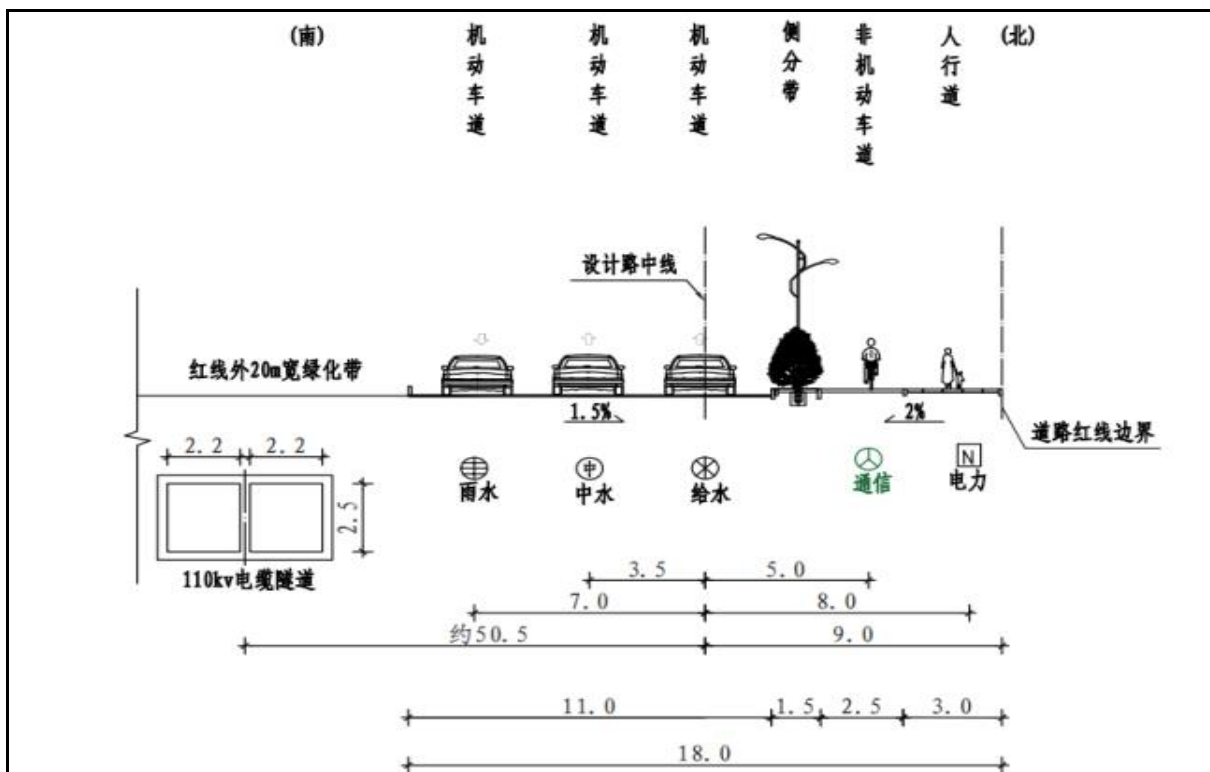 (南)
机动车道
机动车道
机动车道
侧分带
非机动车道
人行道
(北)
设计路中线
红线外20m宽绿化带
1.5%
2%
道路红线边界
2.2
2.2
2.5
雨水
中
中水
给水
通信
N
电力
110kv电缆隧道
3.5
5.0
7.0
8.0
约50.5
9.0
11.0
1.5
2.5
3.0
18.0